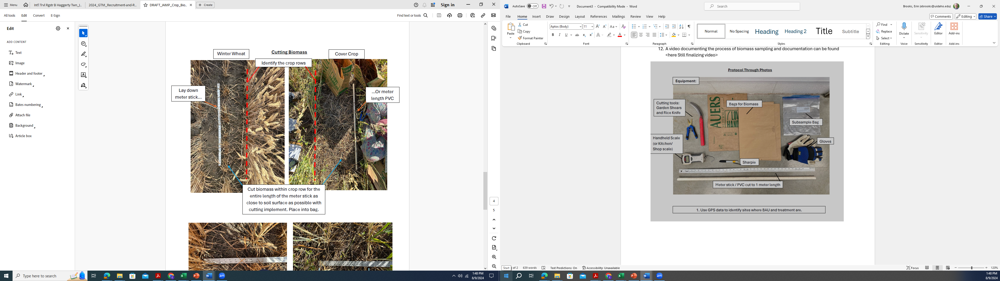 Menu
Int'l Trvl Rgstr B Haggerty Twn_J...
2024_GTM_Recruitment-and-R...
DRAFT_IAMP_Crop_Bio...
Create
Sign in
All tools
Edit
Convert
E-Sign
Find text or tools
Edit
ADD CONTENT
Text
Image
Header and footer
Watermark
Link
Bates numbering
Attach file
Background
Article box
Winter Wheat
Cutting Biomass
Cover Crop
Identify the crop rows
Lay down
meter stick...
...Or meter
length PVC
Cut biomass within crop row for the
entire length of the meter stick as
close to soil surface as possible with
cutting implement. Place into bag.
4
5
Type here to search
1:48 PM
8/9/2024
AutoSave
Off
Document3 - Compatibility Mode - Word
Search
Brooks, Erin (ebrooks@uidaho.edu)
File
Home
Insert
Draw
Design
Layout
References
Mailings
Review
View
Help
Comments
Editing
Share
Paste
Cut
Copy
Format Painter
Clipboard
Aptos (Body)
11
Font
Paragraph
Normal
No Spacing
Heading
Heading 2
Title
Subtitle
Styles
Find
Replace
Select
Editing
Dictate
Voice
Sensitivity
Sensitivity
Editor
Editor
Add-ins
Add-ins
12. A video documenting the process of biomass sampling and documentation can be found
<here Still finalizing video>
Protocol Through Photos
Equipment:
Cutting tools:
Garden Shears
and Rice Knife
Bags for Biomass
AUERS
Subsample Bag
Handheld Scale
(or Kitchen/
Shop scale)
Gloves
Sharpie
Meter stick / PVC cut to 1 meter length
1. Use GPS data to identify sites where BAU and treatment are.
Start
of 2
639 words
Text Predictions: On
Accessibility: Unavailable
Focus
120%
1:48 PM
8/9/2024